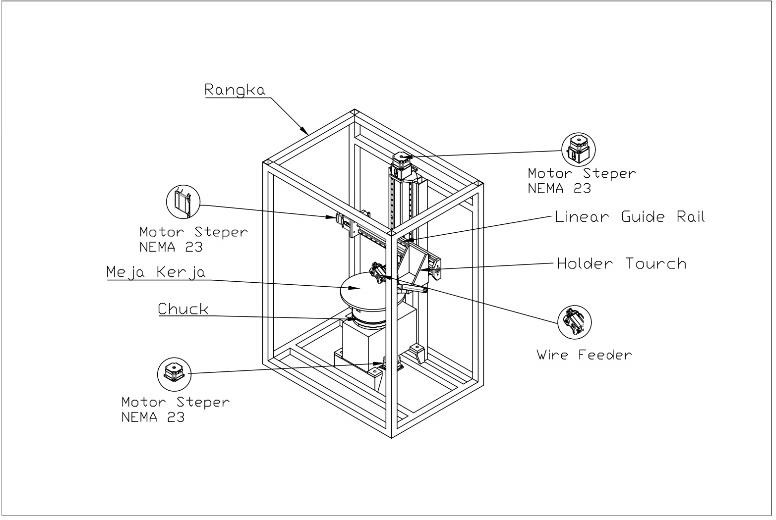 Rangka
Motor Steper
NEMA 23
Linear Guide Rail
Motor Steper
NEMA 23
Holder Tourch
Meja Kerja
Chuck
Wire Feeder
Motor Steper
NEMA 23